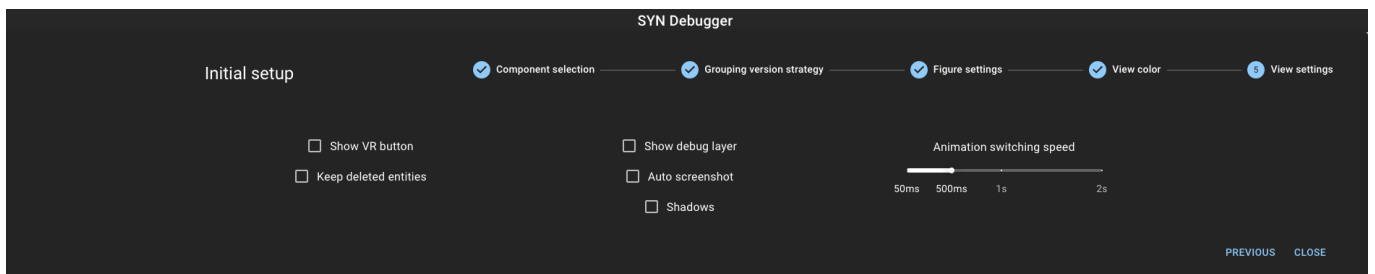 SYN Debugger
Initial setup
Component selection
Grouping version strategy
Figure settings
View color
5 View settings
Show VR button
Show debug layer
Animation switching speed
Keep deleted entities
Auto screenshot
50ms 500ms 1s 2s
Shadows
PREVIOUS CLOSE